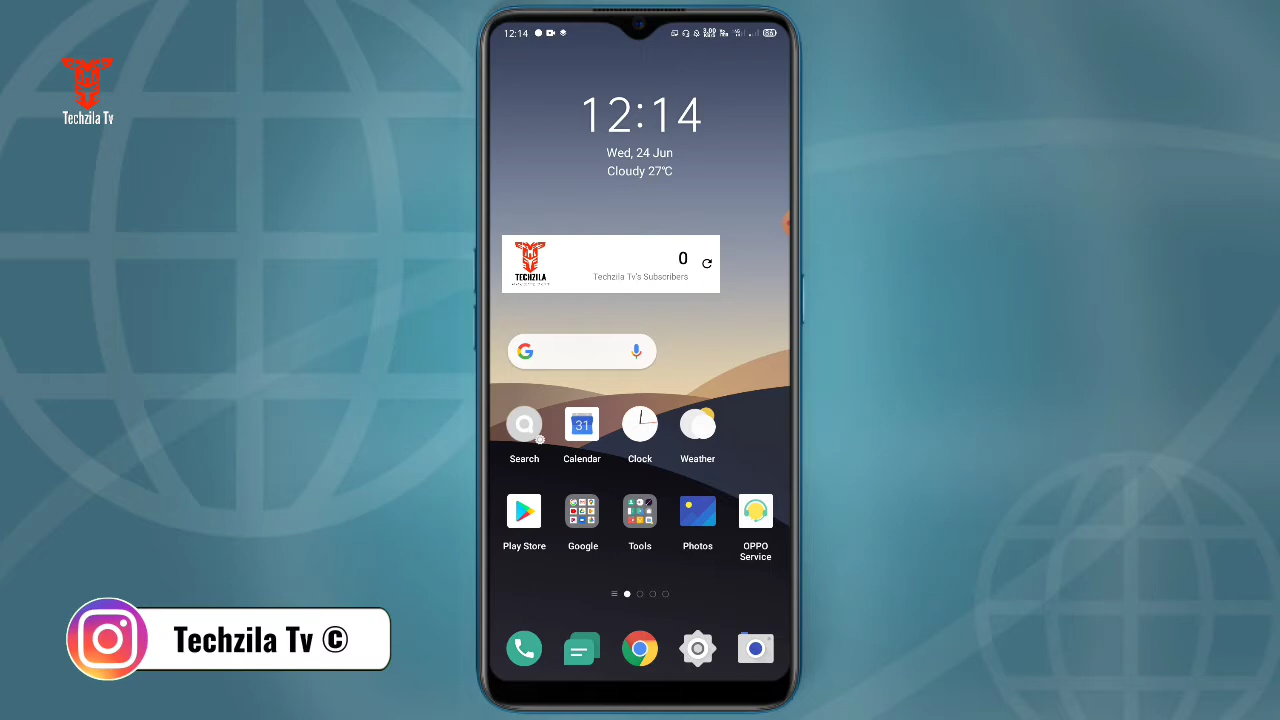 Techzila Tv
12:14
12:14
Wed, 24 Jun
Cloudy 27°C
TECHZILA
0
Techzila Tv's Subscribers
31
Search
Calendar
Clock
Weather
Play Store
Google
Tools
Photos
OPPO
Service
Techzila Tv ©